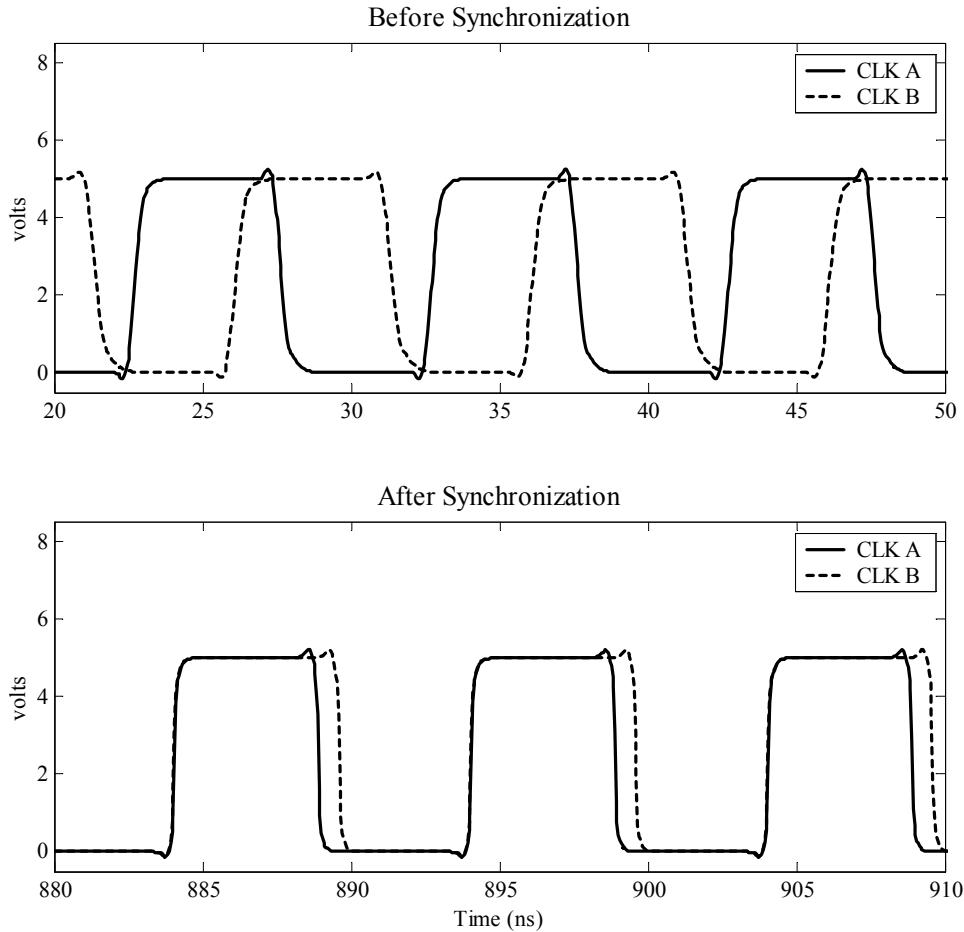 Before Synchronization
CLK A
CLK B
8
6
4
2
0
volts
20 25 30 35 40 45 50
After Synchronization
CLK A
CLK B
8
6
4
2
0
volts
880 885 890 895 900 905 910
Time (ns)